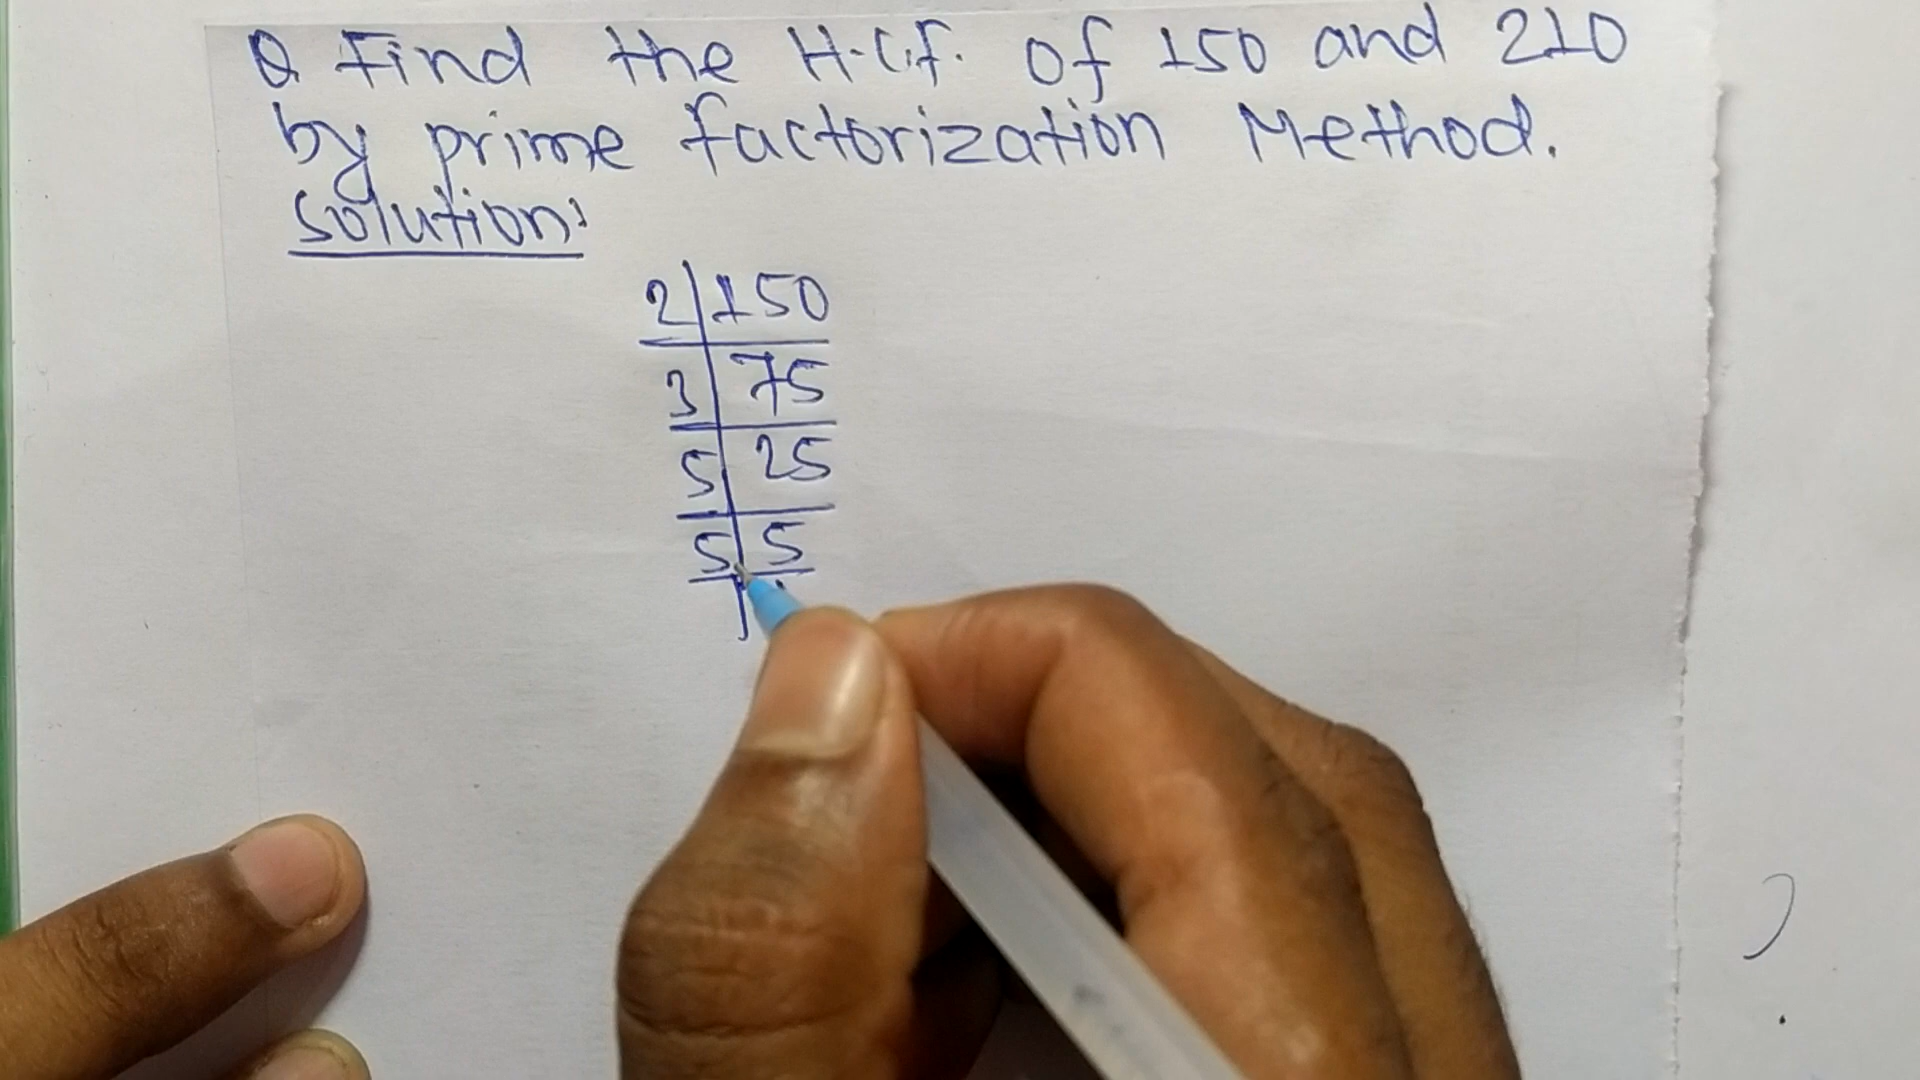 Q Find the H.C.f. of 150 and 210
by prime factorization Method.
Solution:
2 | 150
3 | 75
5 | 25
5 | 5